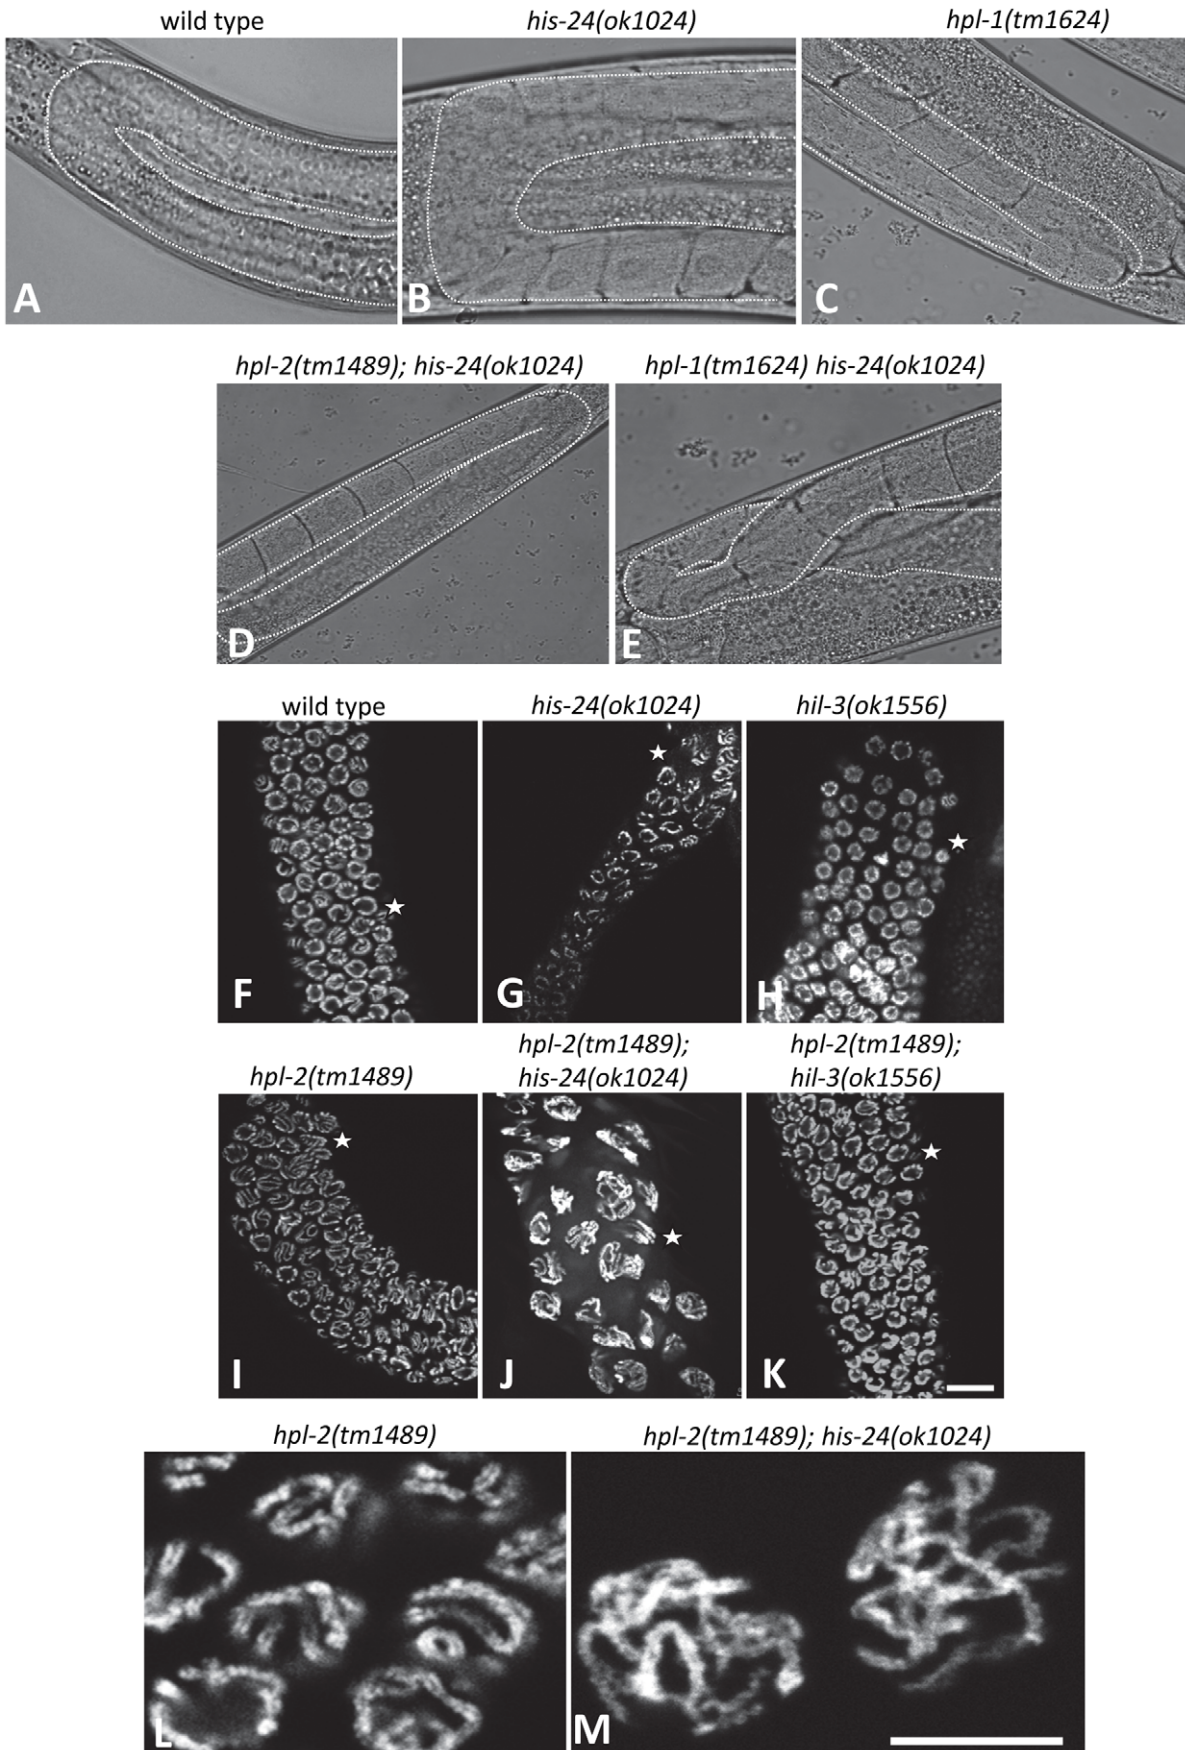 wild type
his-24(ok1024)
hpl-1(tm1624)
A
B
C
hpl-2(tm1489); his-24(ok1024)
hpl-1(tm1624) his-24(ok1024)
D
E
wild type
his-24(ok1024)
hil-3(ok1556)
F
G
H
hpl-2(tm1489)
hpl-2(tm1489);
his-24(ok1024)
hpl-2(tm1489);
hil-3(ok1556)
I
J
K
hpl-2(tm1489)
hpl-2(tm1489); his-24(ok1024)
L
M